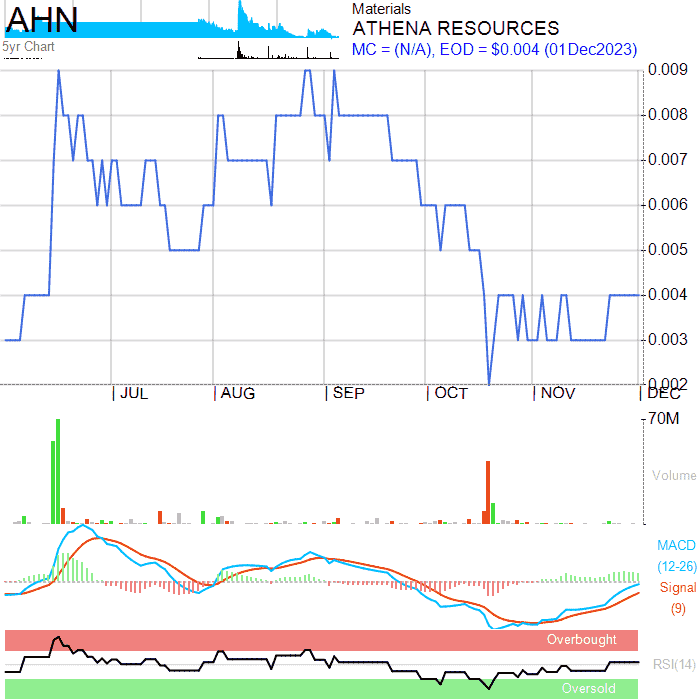 AHN
5yr Chart
Materials
ATHENA RESOURCES
MC = (N/A), EOD = $0.004 (01Dec2023)
0.009
0.008
0.007
0.006
0.005
0.004
0.003
0.002
JUL AUG SEP OCT NOV DEC
70M
Volume
MACD
(12-26)
Signal
(9)
Overbought
RSI(14)
Oversold